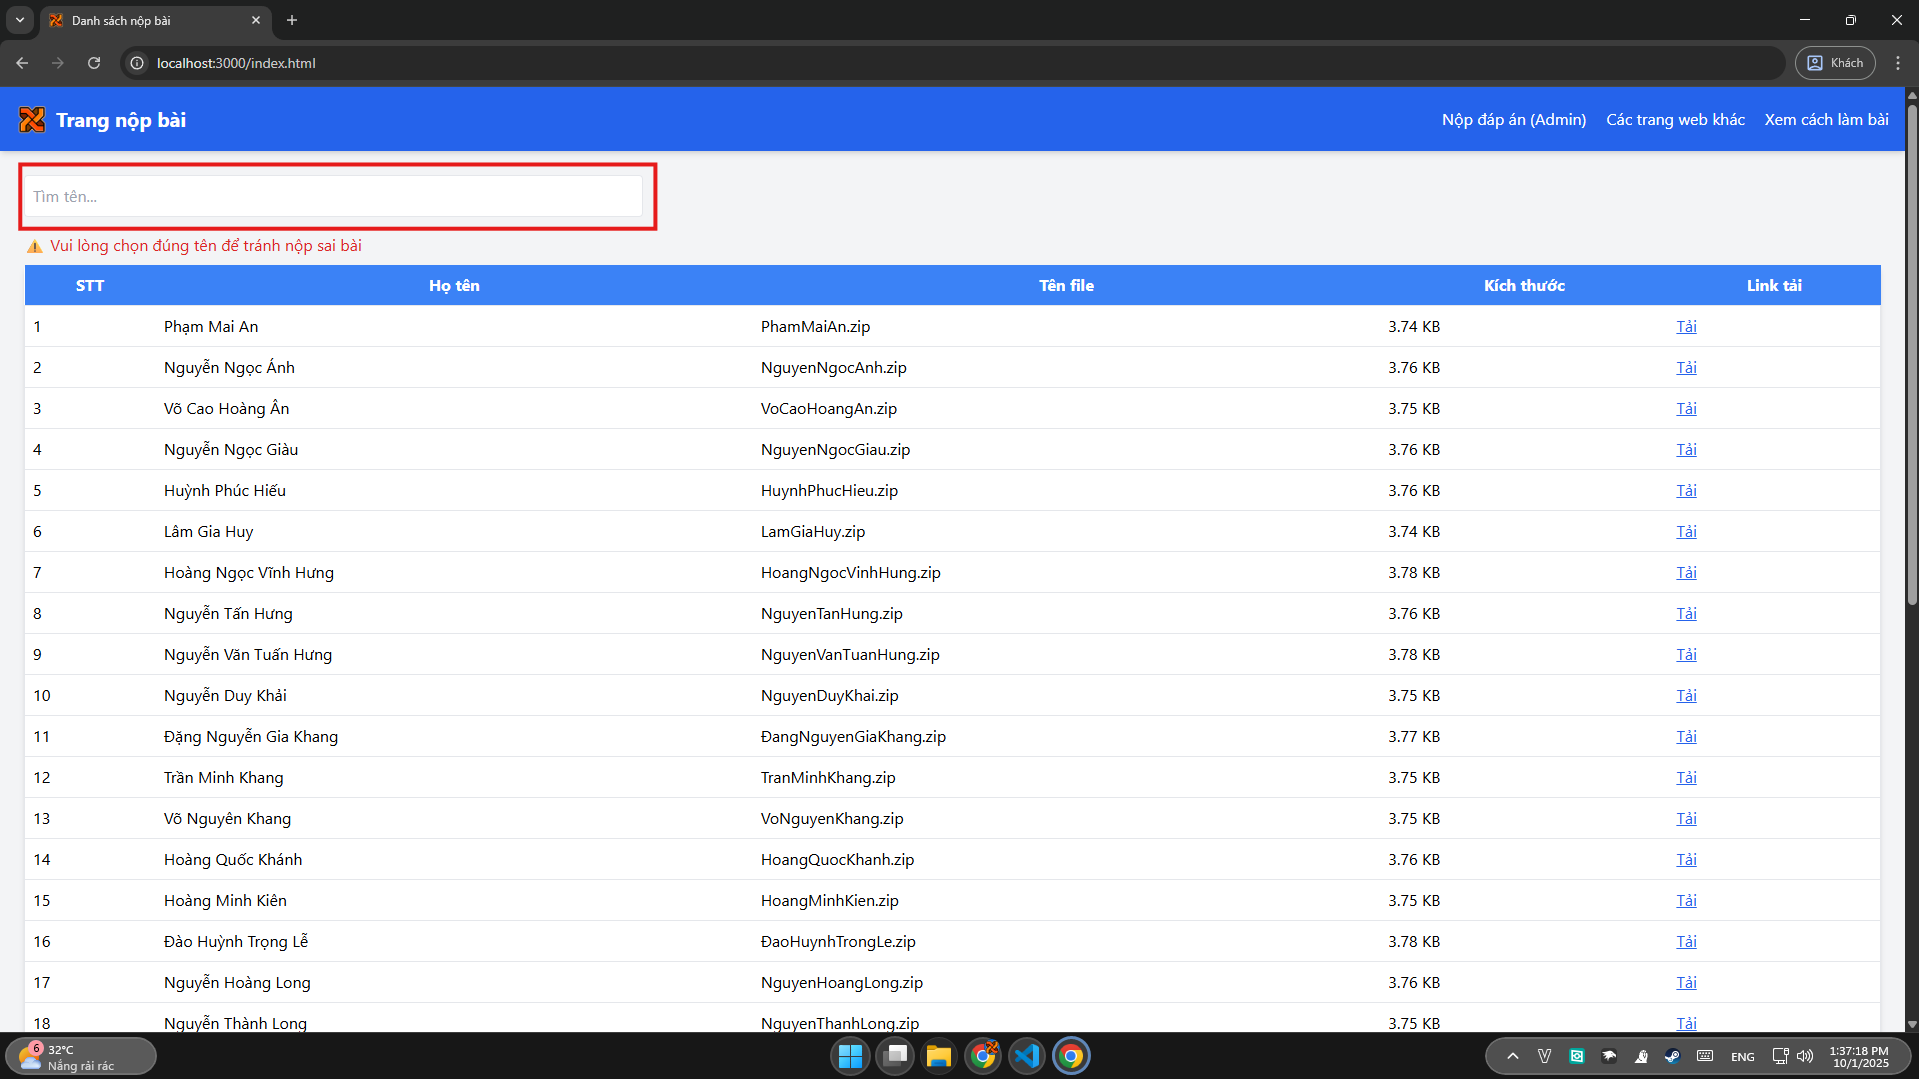 Danh sách nộp bài
localhost:3000/index.html
Khách
Trang nộp bài
Nộp đáp án (Admin) Các trang web khác Xem cách làm bài
Tìm tên...
Vui lòng chọn đúng tên để tránh nộp sai bài
STT Họ tên Tên file Kích thước Link tải
1 Phạm Mai An PhamMaiAn.zip 3.74 KB Tải
2 Nguyễn Ngọc Ánh NguyenNgocAnh.zip 3.76 KB Tải
3 Võ Cao Hoàng Ân VoCaoHoangAn.zip 3.75 KB Tải
4 Nguyễn Ngọc Giàu NguyenNgocGiau.zip 3.76 KB Tải
5 Huỳnh Phúc Hiếu HuynhPhucHieu.zip 3.76 KB Tải
6 Lâm Gia Huy LamGiaHuy.zip 3.74 KB Tải
7 Hoàng Ngọc Vĩnh Hưng HoangNgocVinhHung.zip 3.78 KB Tải
8 Nguyễn Tấn Hưng NguyenTanHung.zip 3.76 KB Tải
9 Nguyễn Văn Tuấn Hưng NguyenVanTuanHung.zip 3.78 KB Tải
10 Nguyễn Duy Khải NguyenDuyKhai.zip 3.75 KB Tải
11 Đặng Nguyễn Gia Khang ĐangNguyenGiaKhang.zip 3.77 KB Tải
12 Trần Minh Khang TranMinhKhang.zip 3.75 KB Tải
13 Võ Nguyên Khang VoNguyenKhang.zip 3.75 KB Tải
14 Hoàng Quốc Khánh HoangQuocKhanh.zip 3.76 KB Tải
15 Hoàng Minh Kiên HoangMinhKien.zip 3.75 KB Tải
16 Đào Huỳnh Trọng Lễ ĐaoHuynhTrongLe.zip 3.78 KB Tải
17 Nguyễn Hoàng Long NguyenHoangLong.zip 3.76 KB Tải
18 Nguyễn Thành Long NguyenThanhLong.zip 3.75 KB Tải
6
32°C
Nắng rải rác
ENG
1:37:18 PM
10/1/2025